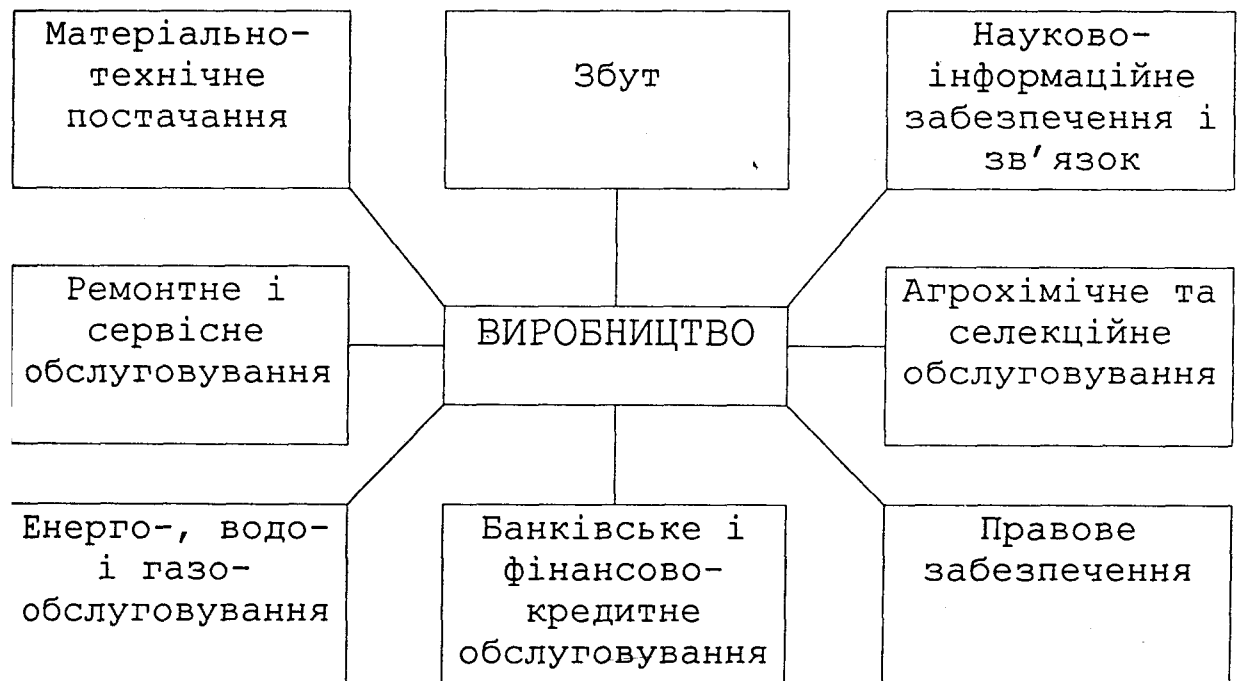 Матеріально-
технічне
постачання
Збут
Науково-
інформаційне
забезпечення і
зв'язок
Ремонтне і
сервісне
обслуговування
ВИРОБНИЦТВО
Агрохімічне та
селекційне
обслуговування
Енерго-, водо-
і газо-
обслуговування
Банківське і
фінансово-
кредитне
обслуговування
Правове
забезпечення